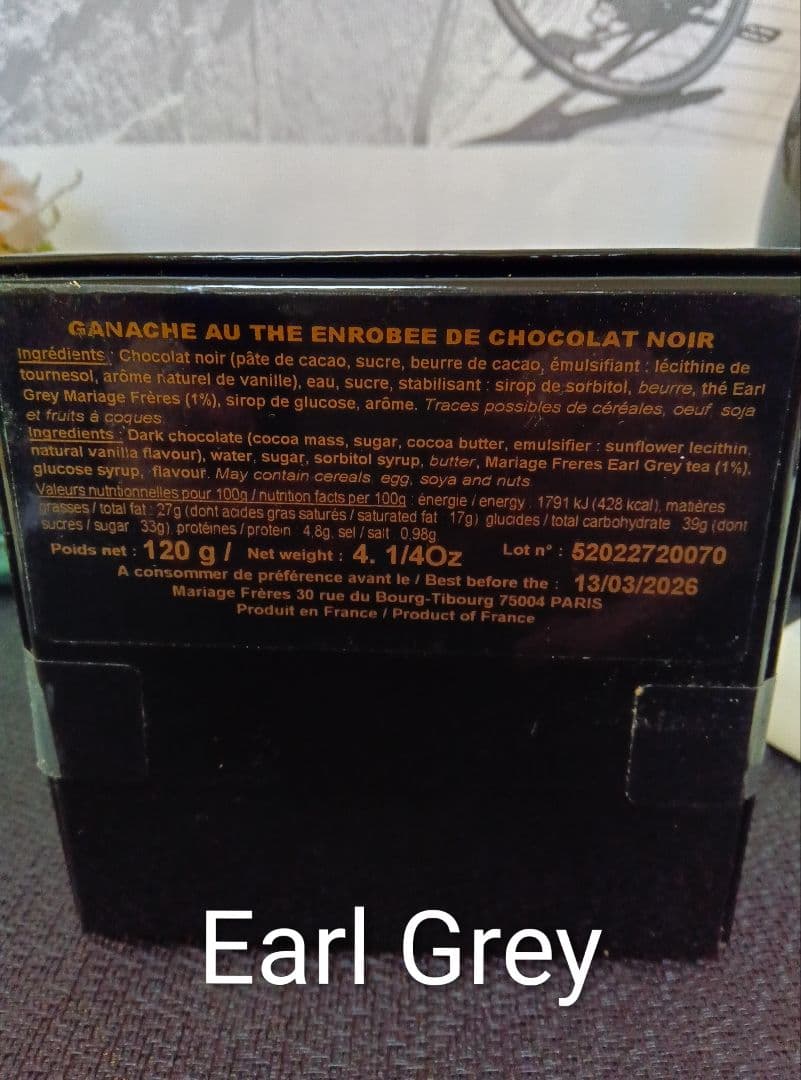 GANACHE AU THE ENROBEE DE CHOCOLAT NOIR
Ingrédients : Chocolat noir (pâte de cacao, sucre, beurre de cacao, émulsifiant : lécithine de
tournesol, arôme naturel de vanille), eau, sucre, stabilisant : sirop de sorbitol, beurre, thé Earl
Grey Mariage Frères (1%), sirop de glucose, arôme. Traces possibles de céréales, oeuf, soja
et fruits à coques.
Ingredients : Dark chocolate (cocoa mass, sugar, cocoa butter, emulsifier : sunflower lecithin,
natural vanilla flavour), water, sugar, sorbitol syrup, butter, Mariage Freres Earl Grey tea (1%),
glucose syrup, flavour. May contain cereals, egg, soya and nuts.
Valeurs nutritionnelles pour 100g / nutrition facts per 100g : énergie / energy : 1791 kJ (428 kcal), matières
grasses / total fat : 27g (dont acides gras saturés / saturated fat : 17g) glucides / total carbohydrate : 39g (dont
sucres / sugar : 33g), protéines / protein : 4,8g, sel / salt : 0.98g
Poids net : 120 g / Net weight : 4. 1/4Oz Lot n° : 52022720070
A consommer de préférence avant le / Best before the : 13/03/2026
Mariage Frères 30 rue du Bourg-Tibourg 75004 PARIS
Produit en France / Product of France
Earl Grey